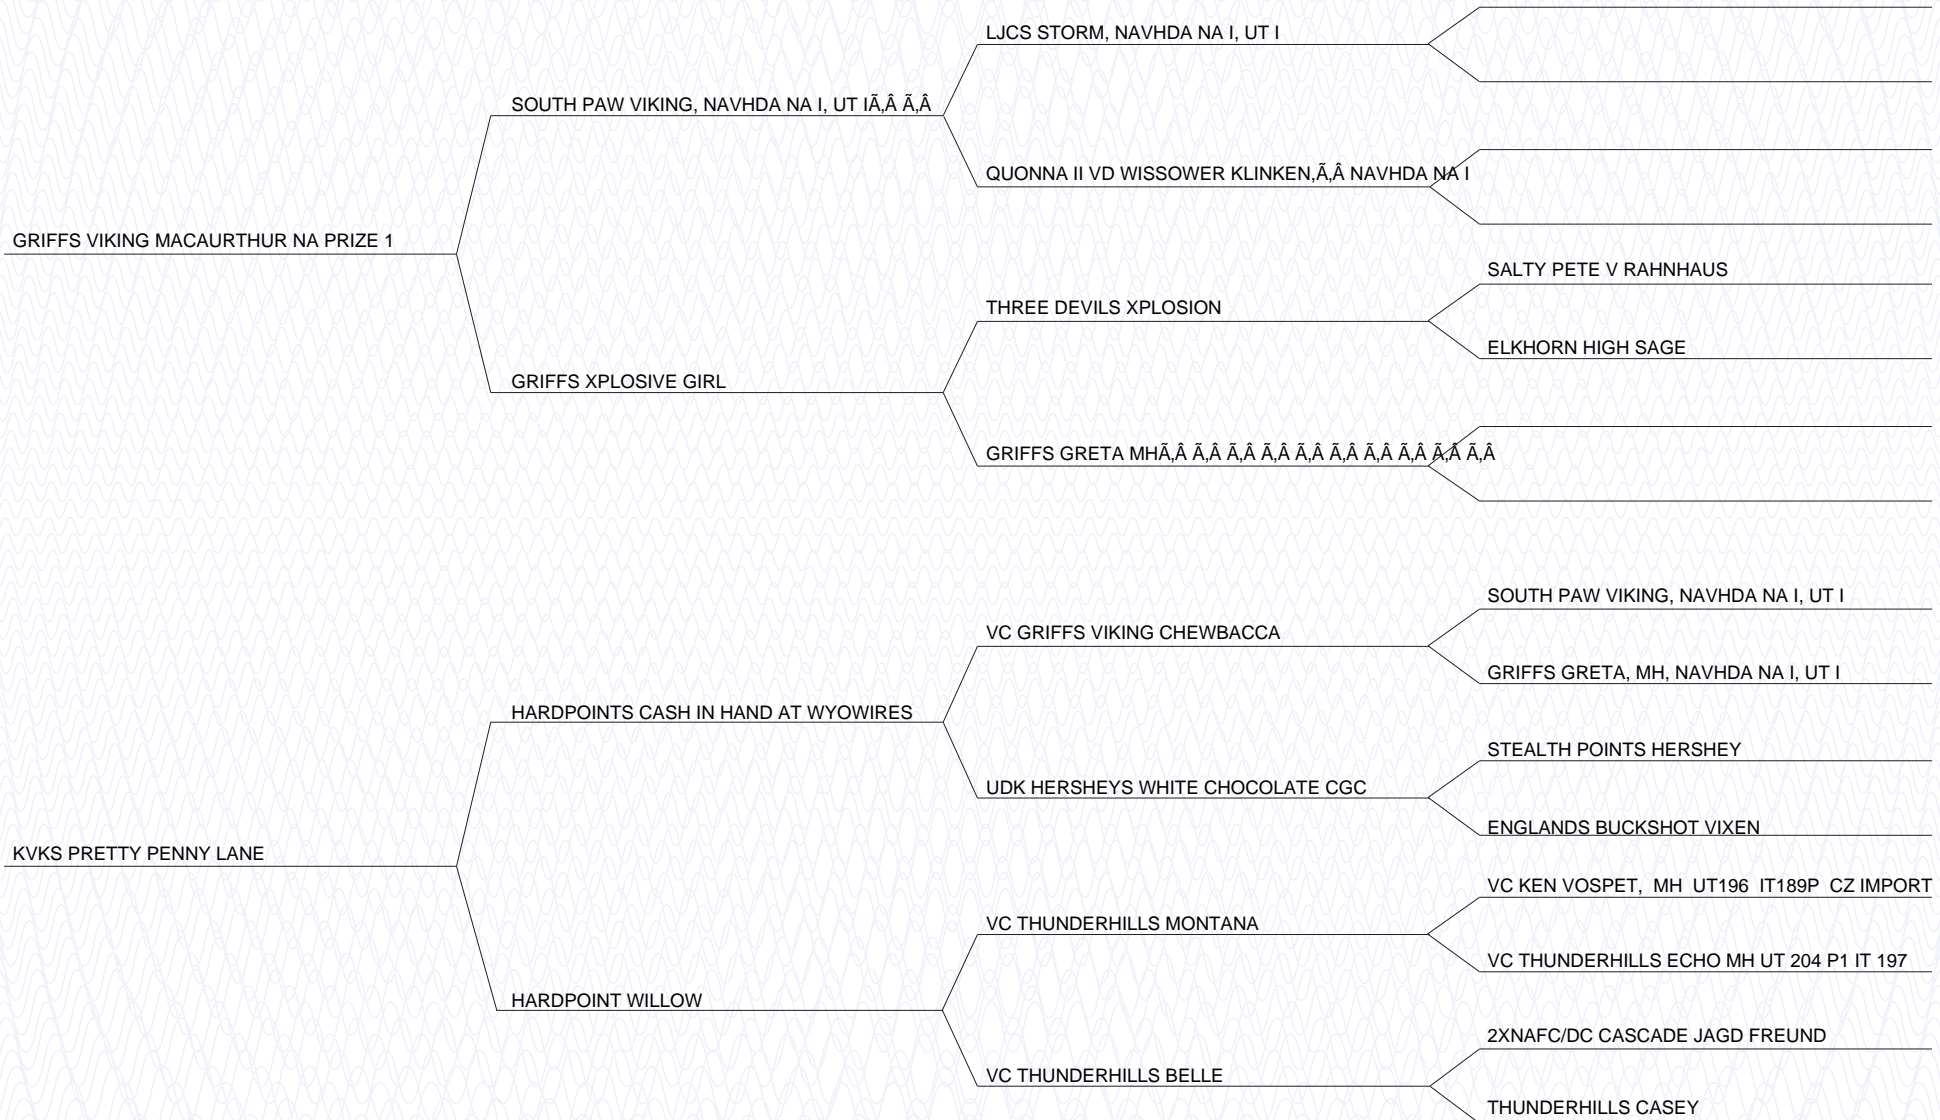 LJCS STORM, NAVHDA NA I, UT I
SOUTH PAW VIKING, NAVHDA NA I, UT IÃ‚Â Ã‚Â
QUONNA II VD WISSOWER KLINKEN,Ã‚Â NAVHDA NA I
GRIFFS VIKING MACAURTHUR NA PRIZE 1
SALTY PETE V RAHNHAUS
THREE DEVILS XPLOSION
ELKHORN HIGH SAGE
GRIFFS XPLOSIVE GIRL
GRIFFS GRETA MHÃ‚Â Ã‚Â Ã‚Â Ã‚Â Ã‚Â Ã‚Â Ã‚Â Ã‚Â Ã‚Â Ã‚Â
SOUTH PAW VIKING, NAVHDA NA I, UT I
VC GRIFFS VIKING CHEWBACCA
GRIFFS GRETA, MH, NAVHDA NA I, UT I
HARDPOINTS CASH IN HAND AT WYOWIRES
STEALTH POINTS HERSHEY
UDK HERSHEYS WHITE CHOCOLATE CGC
ENGLANDS BUCKSHOT VIXEN
KVKS PRETTY PENNY LANE
VC KEN VOSPET,  MH  UT196  IT189P  CZ IMPORT
VC THUNDERHILLS MONTANA
VC THUNDERHILLS ECHO MH UT 204 P1 IT 197
HARDPOINT WILLOW
2XNAFC/DC CASCADE JAGD FREUND
VC THUNDERHILLS BELLE
THUNDERHILLS CASEY